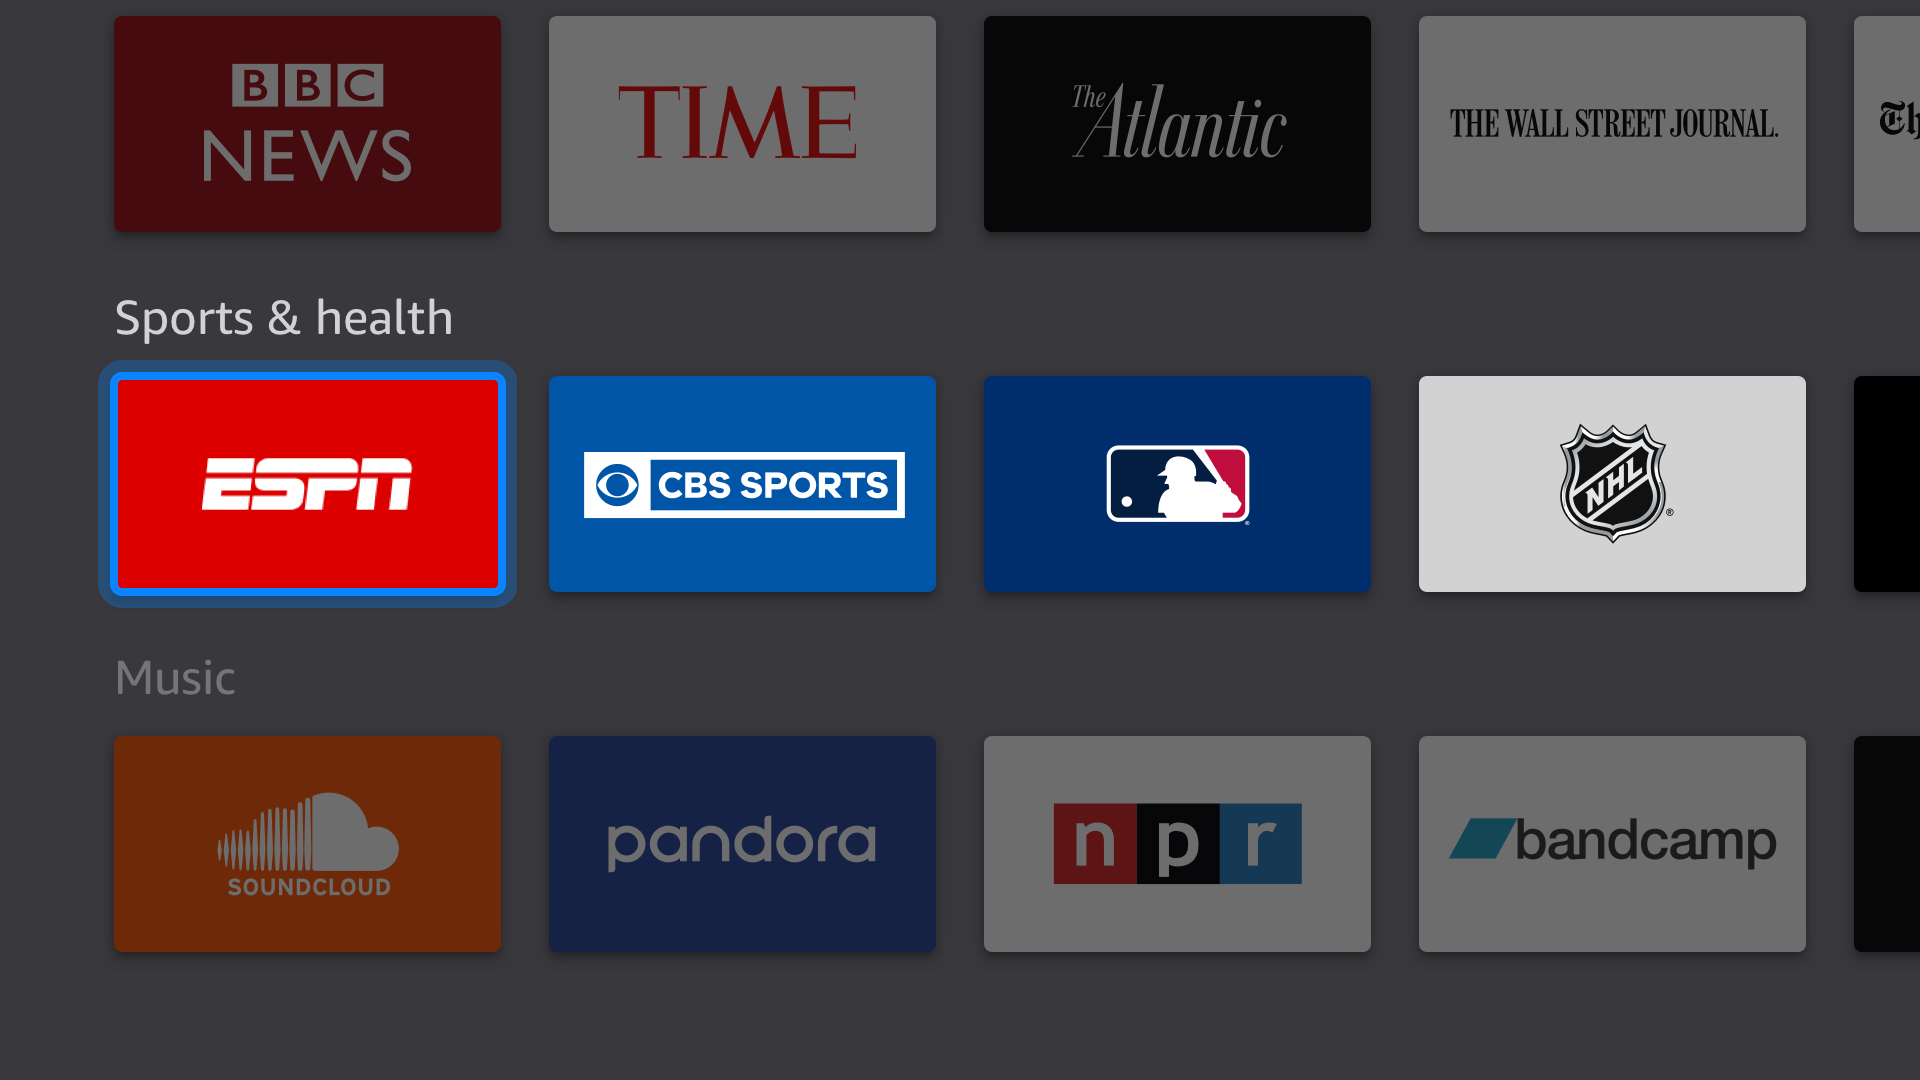 BBC
NEWS
TIME
The
Atlantic
THE WALL STREET JOURNAL.
Sports & health
ESPN
CBS SPORTS
NHL
®
Music
SOUNDCLOUD
pandora
npr
bandcamp